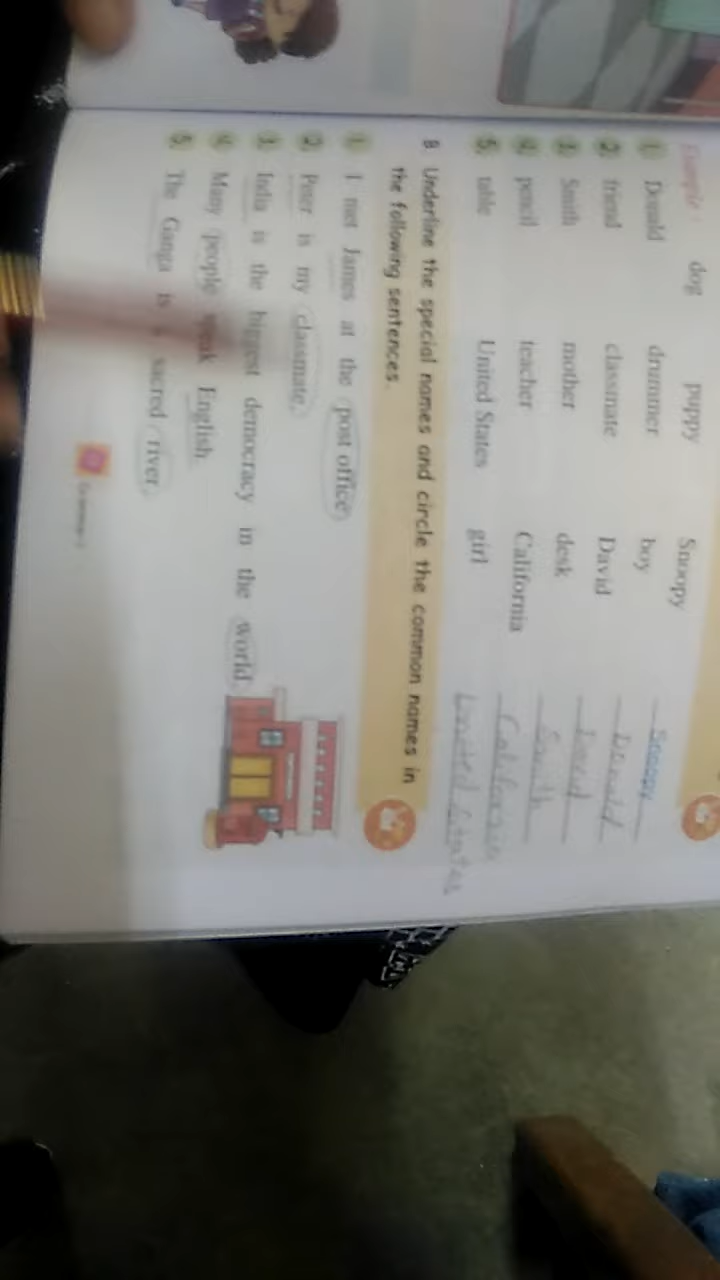 Example : dog puppy Snoopy Snoopy
1. Donald drummer boy Donald
2. friend classmate David David
3. Smith mother desk Smith
4. pencil teacher California California
5. table United States girl United States
B Underline the special names and circle the common names in
the following sentences.
1. I met James at the post office.
2. Peter is my classmate.
3. India is the biggest democracy in the world.
4. Many people speak English.
5. The Ganga is a sacred river.